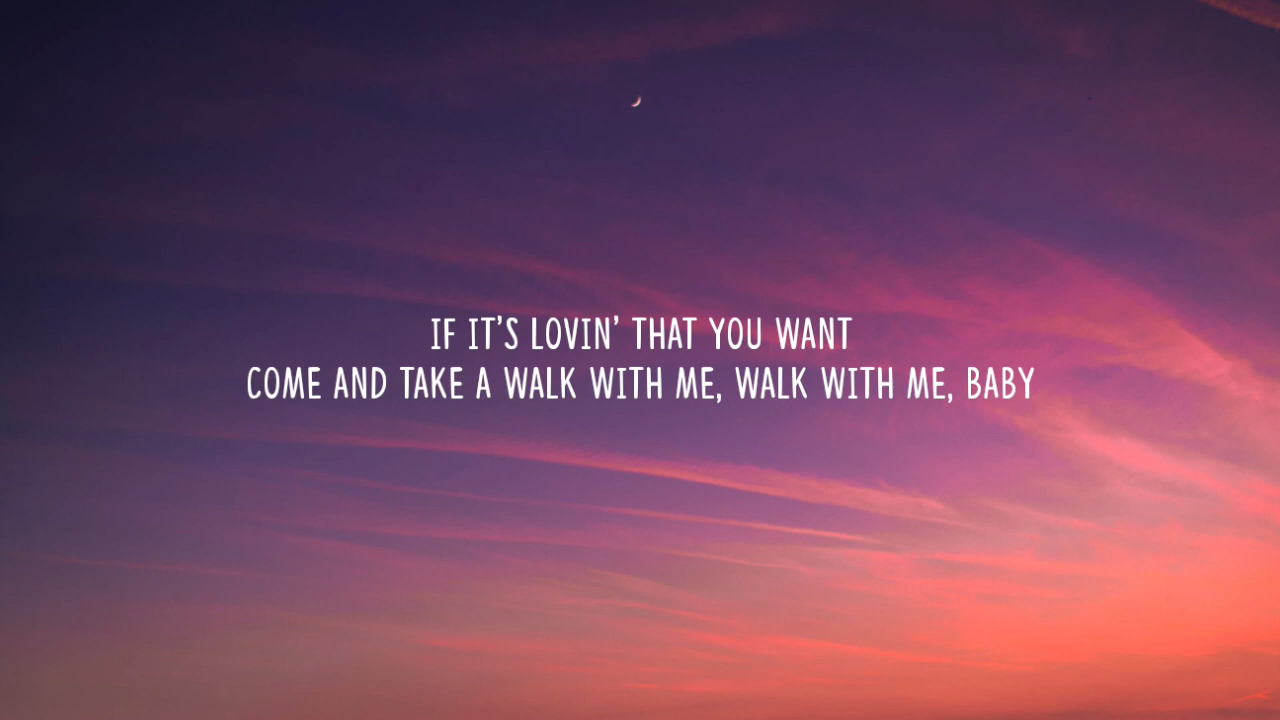 IF IT'S LOVIN' THAT YOU WANT
COME AND TAKE A WALK WITH ME, WALK WITH ME, BABY